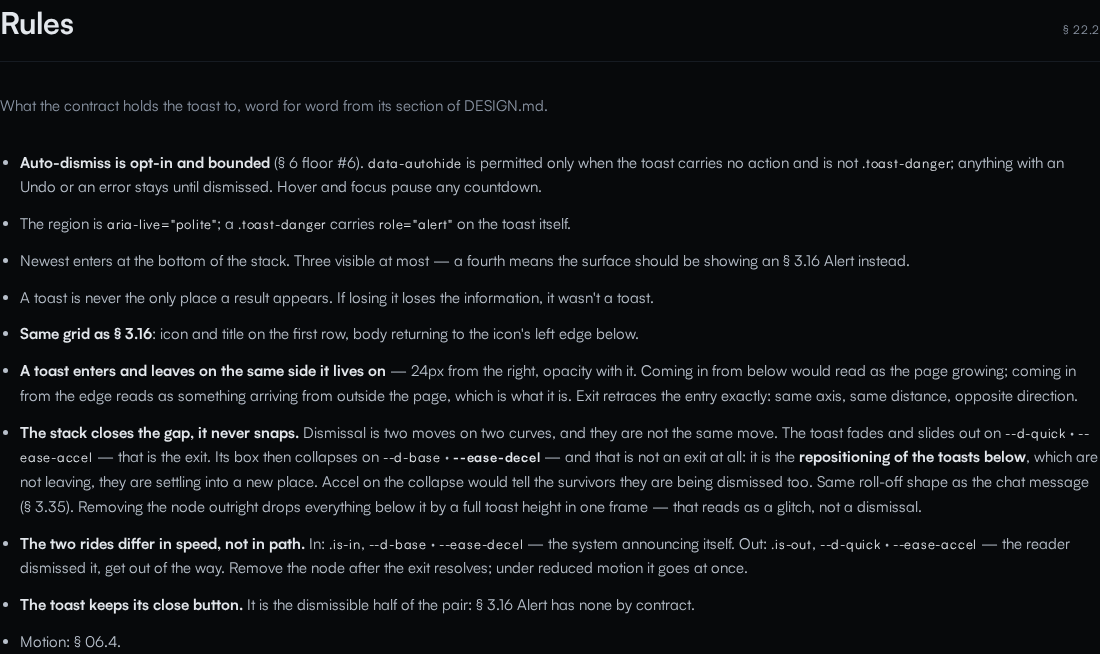 Rules
§ 22.2
What the contract holds the toast to, word for word from its section of DESIGN.md.
• Auto-dismiss is opt-in and bounded (§ 6 floor #6). data-autohide is permitted only when the toast carries no action and is not .toast-danger; anything with an
Undo or an error stays until dismissed. Hover and focus pause any countdown.
• The region is aria-live="polite"; a .toast-danger carries role="alert" on the toast itself.
• Newest enters at the bottom of the stack. Three visible at most — a fourth means the surface should be showing an § 3.16 Alert instead.
• A toast is never the only place a result appears. If losing it loses the information, it wasn't a toast.
• Same grid as § 3.16: icon and title on the first row, body returning to the icon's left edge below.
• A toast enters and leaves on the same side it lives on — 24px from the right, opacity with it. Coming in from below would read as the page growing; coming in
from the edge reads as something arriving from outside the page, which is what it is. Exit retraces the entry exactly: same axis, same distance, opposite direction.
• The stack closes the gap, it never snaps. Dismissal is two moves on two curves, and they are not the same move. The toast fades and slides out on --d-quick · --
ease-accel — that is the exit. Its box then collapses on --d-base · --ease-decel — and that is not an exit at all: it is the repositioning of the toasts below, which are
not leaving, they are settling into a new place. Accel on the collapse would tell the survivors they are being dismissed too. Same roll-off shape as the chat message
(§ 3.35). Removing the node outright drops everything below it by a full toast height in one frame — that reads as a glitch, not a dismissal.
• The two rides differ in speed, not in path. In: .is-in, --d-base · --ease-decel — the system announcing itself. Out: .is-out, --d-quick · --ease-accel — the reader
dismissed it, get out of the way. Remove the node after the exit resolves; under reduced motion it goes at once.
• The toast keeps its close button. It is the dismissible half of the pair: § 3.16 Alert has none by contract.
• Motion: § 06.4.